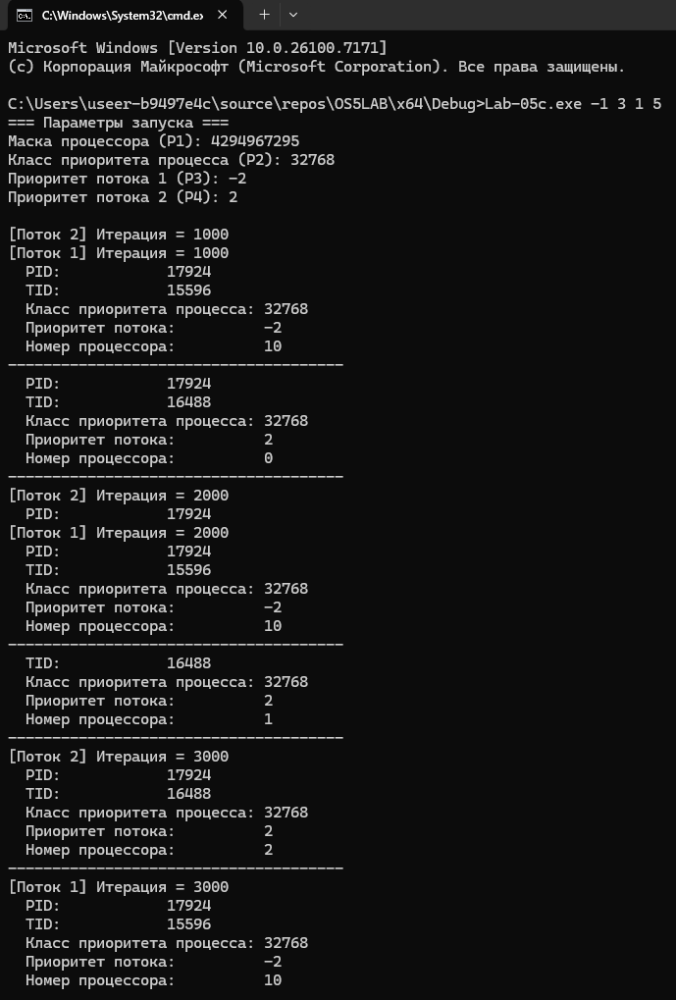 C:\Windows\System32\cmd.e
Microsoft Windows [Version 10.0.26100.7171]
(c) Корпорация Майкрософт (Microsoft Corporation). Все права защищены.
C:\Users\useer-b9497e4c\source\repos\OS5LAB\x64\Debug>Lab-05c.exe -1 3 1 5
=== Параметры запуска ===
Маска процессора (P1): 4294967295
Класс приоритета процесса (P2): 32768
Приоритет потока 1 (P3): -2
Приоритет потока 2 (P4): 2
[Поток 2] Итерация = 1000
[Поток 1] Итерация = 1000
PID: 17924
TID: 15596
Класс приоритета процесса: 32768
Приоритет потока: -2
Номер процессора: 10
--------------------------------------
PID: 17924
TID: 16488
Класс приоритета процесса: 32768
Приоритет потока: 2
Номер процессора: 0
--------------------------------------
[Поток 2] Итерация = 2000
PID: 17924
[Поток 1] Итерация = 2000
PID: 17924
TID: 15596
Класс приоритета процесса: 32768
Приоритет потока: -2
Номер процессора: 10
--------------------------------------
TID: 16488
Класс приоритета процесса: 32768
Приоритет потока: 2
Номер процессора: 1
--------------------------------------
[Поток 2] Итерация = 3000
PID: 17924
TID: 16488
Класс приоритета процесса: 32768
Приоритет потока: 2
Номер процессора: 2
--------------------------------------
[Поток 1] Итерация = 3000
PID: 17924
TID: 15596
Класс приоритета процесса: 32768
Приоритет потока: -2
Номер процессора: 10